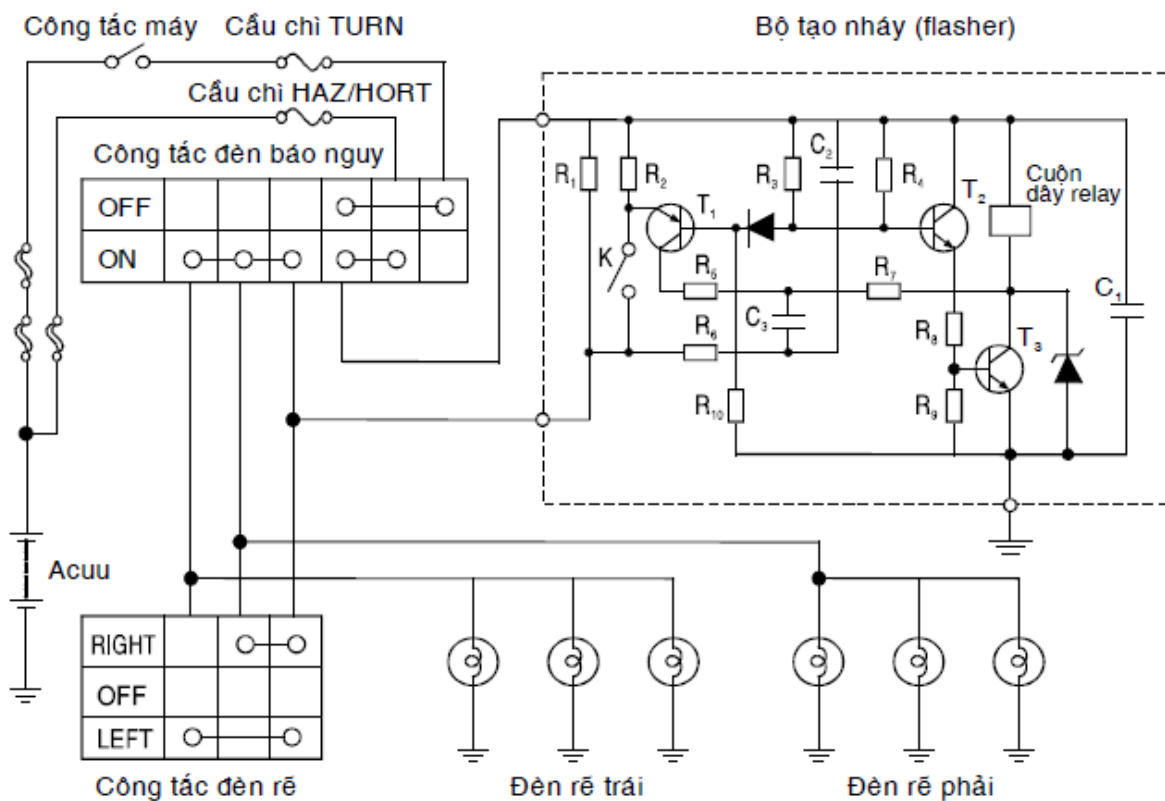 Công tắc máy
Cầu chì TURN
Bộ tạo nháy (flasher)
Cầu chì HAZ/HORT
Công tắc đèn báo nguy
OFF
ON
R₁
R₂
T₁
R₃
C₂
R₄
T₂
Cuộn
dây relay
K
R₅
R₇
C₃
R₆
C₁
R₈
T₃
R₁₀
R₉
Acuu
RIGHT
OFF
LEFT
Công tắc đèn rẽ
Đèn rẽ trái
Đèn rẽ phải